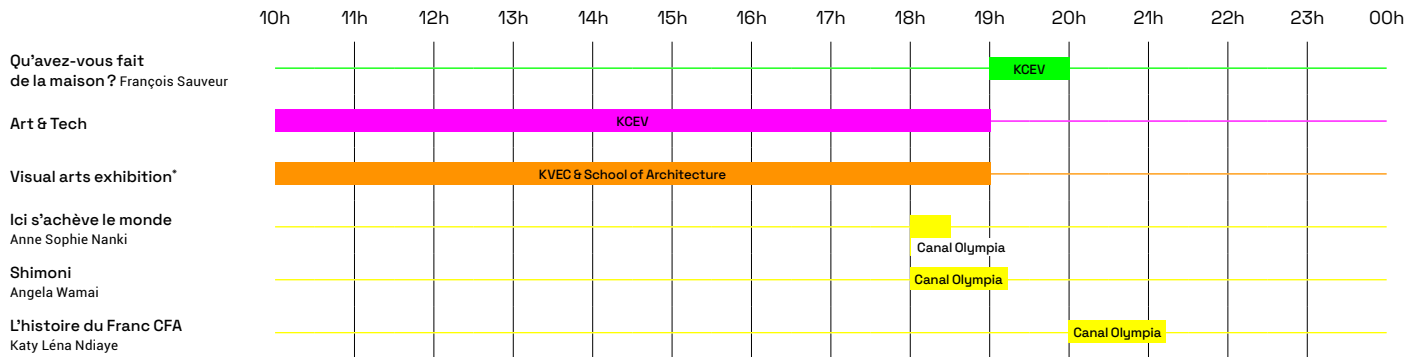 10h 11h 12h 13h 14h 15h 16h 17h 18h 19h 20h 21h 22h 23h 00h
Qu'avez-vous fait
de la maison ? François Sauveur
KCEV
Art & Tech
KCEV
Visual arts exhibition*
KVEC & School of Architecture
Ici s'achève le monde
Anne Sophie Nanki
Canal Olympia
Shimoni
Angela Wamai
Canal Olympia
L'histoire du Franc CFA
Katy Léna Ndiaye
Canal Olympia